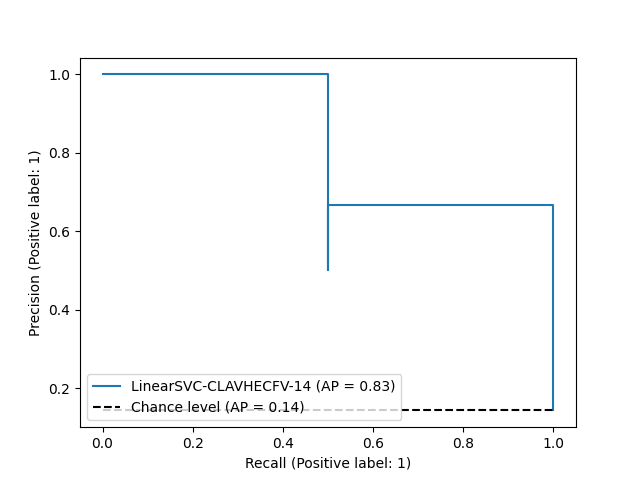 1.0
0.8
0.6
0.4
0.2
Precision (Positive label: 1)
LinearSVC-CLAVHECFV-14 (AP = 0.83)
Chance level (AP = 0.14)
0.0 0.2 0.4 0.6 0.8 1.0
Recall (Positive label: 1)